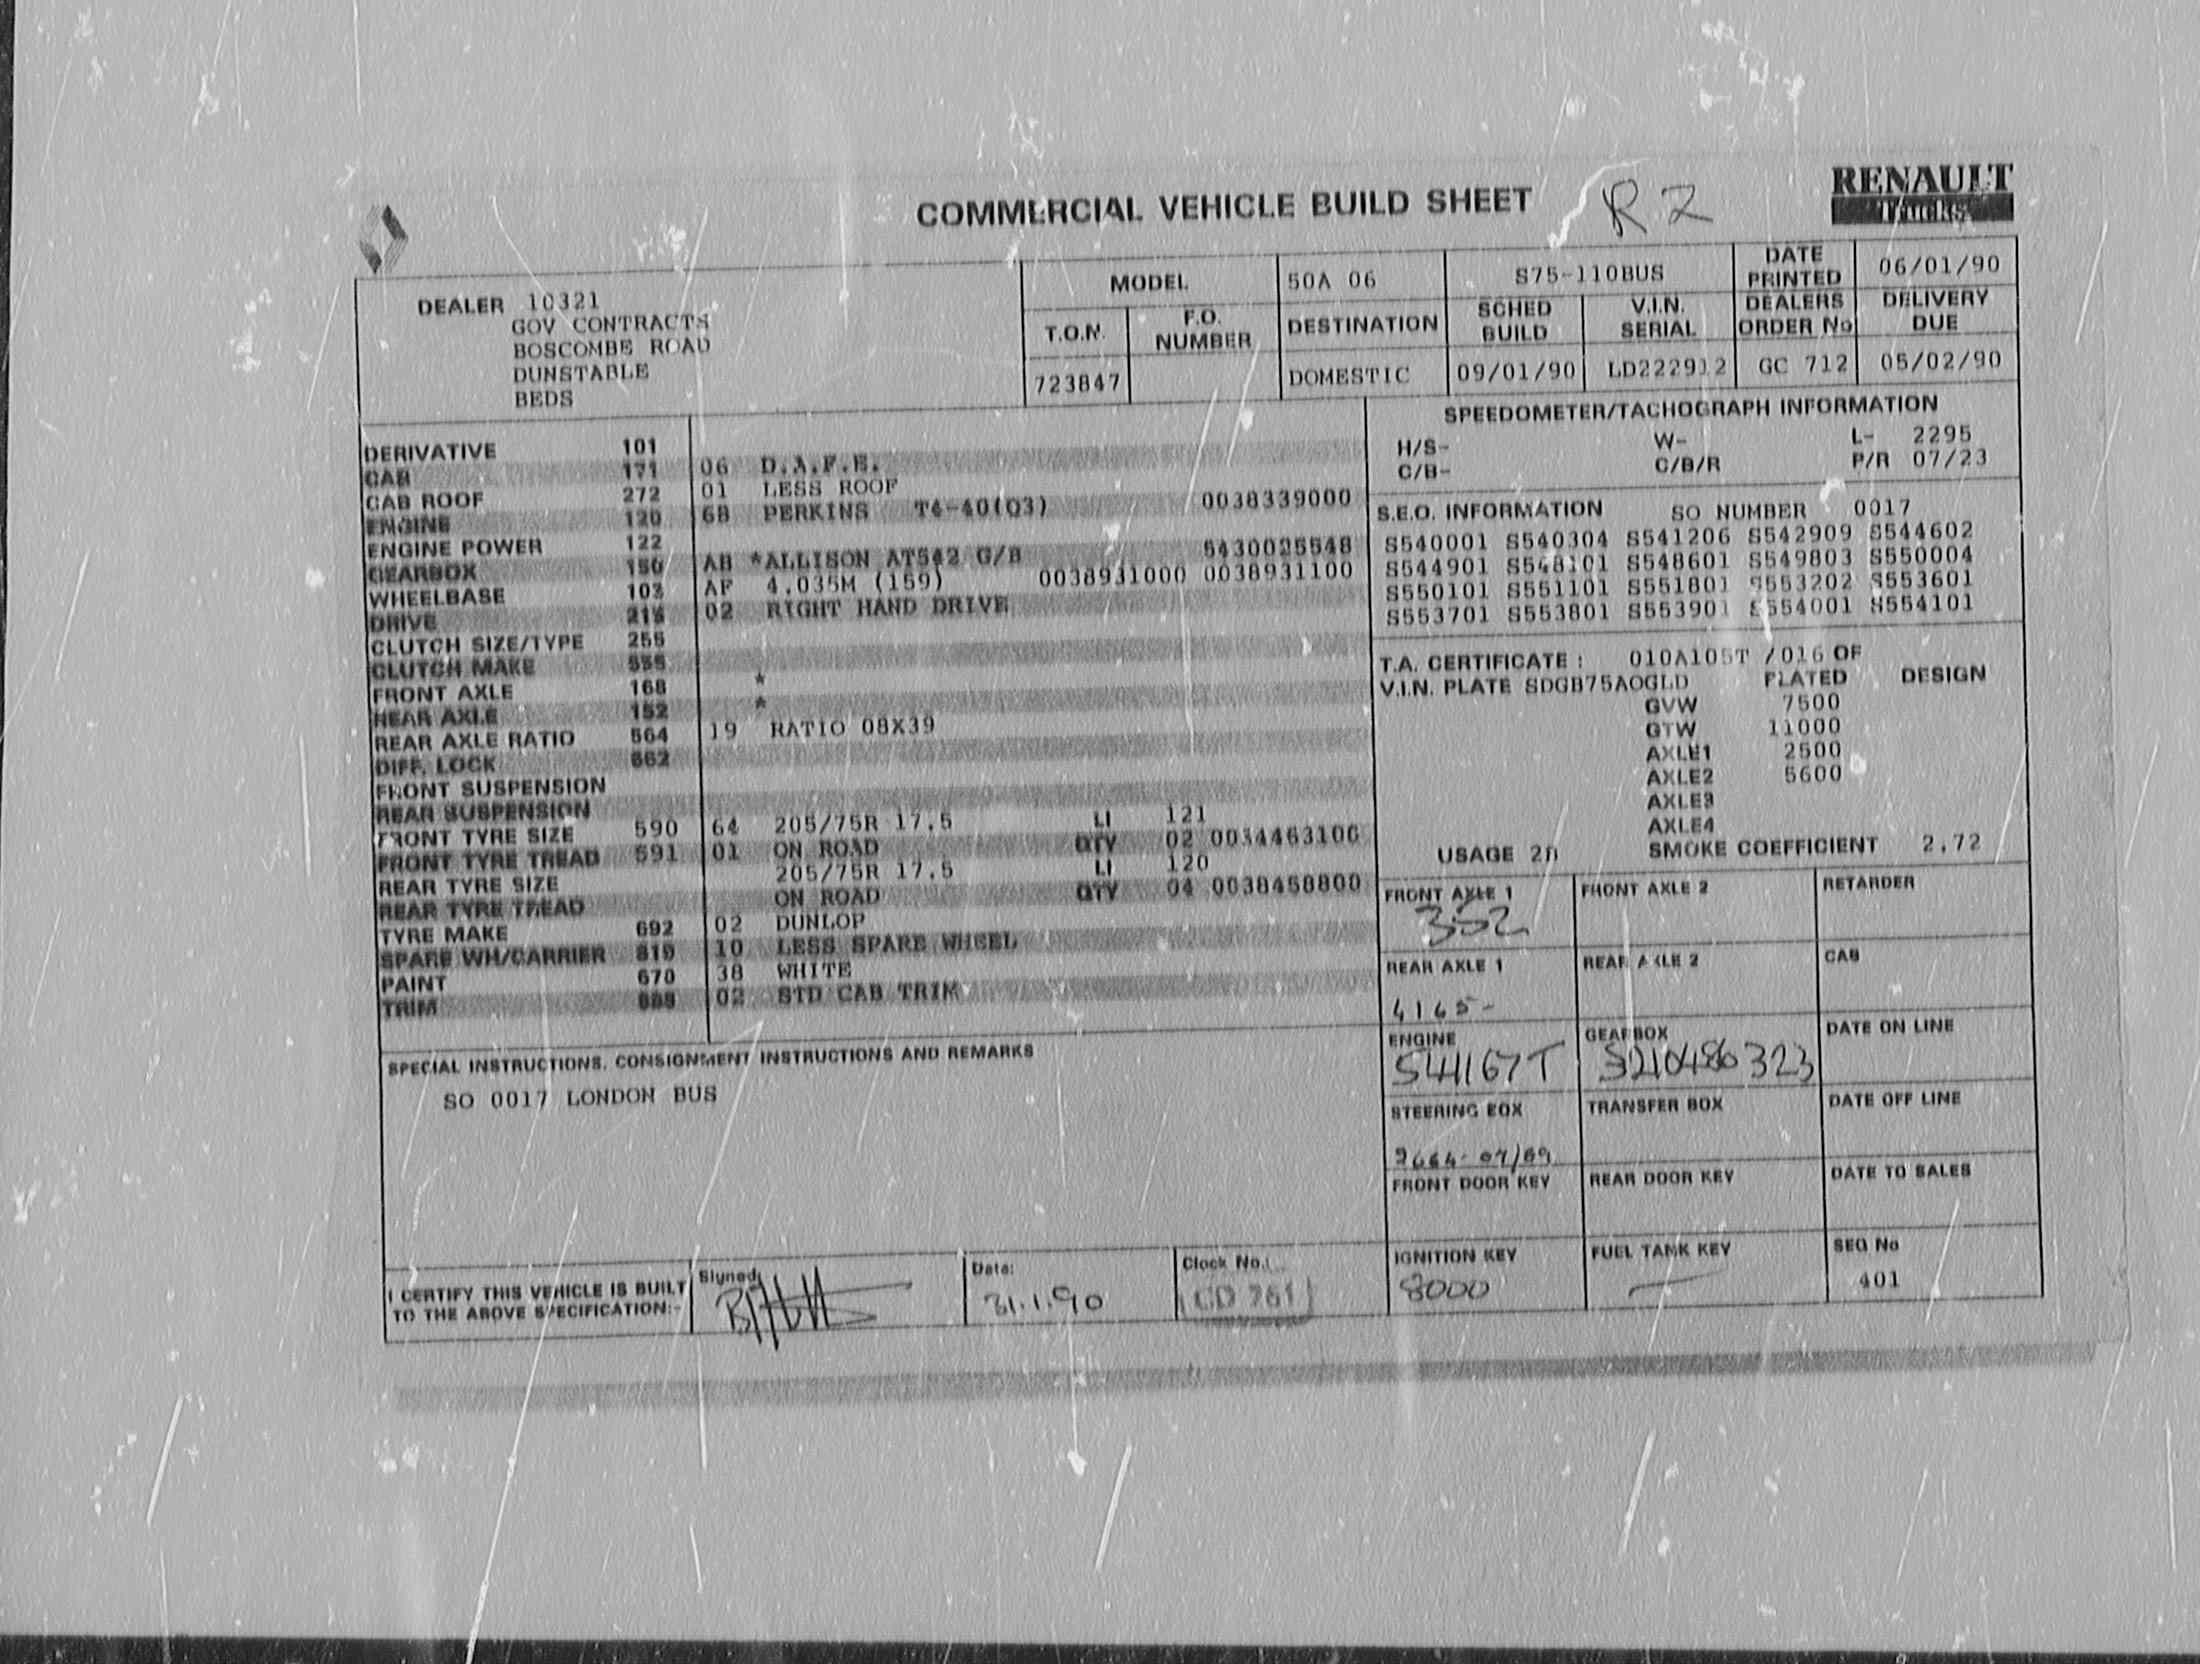 COMMERCIAL VEHICLE BUILD SHEET R2
RENAULT
Trucks
DEALER 10321
GOV CONTRACTS
BOSCOMBE ROAD
DUNSTABLE
BEDS
MODEL 50A 06 S75-110BUS DATE PRINTED 06/01/90
T.O.N. F.O. NUMBER DESTINATION SCHED BUILD V.I.N. SERIAL DEALERS ORDER No DELIVERY DUE
723847 DOMESTIC 09/01/90 LD222912 GC 712 05/02/90
DERIVATIVE 101
CAB 171 06 D.A.F.E.
CAB ROOF 272 01 LESS ROOF
ENGINE 120 6B PERKINS T4-40(Q3) 0038339000
ENGINE POWER 122
GEARBOX 150 AB *ALLISON AT542 G/B 5430025548
WHEELBASE 103 AF 4.035M (159) 0038931000 0038931100
DRIVE 215 02 RIGHT HAND DRIVE
CLUTCH SIZE/TYPE 255
CLUTCH MAKE 555
FRONT AXLE 168 *
REAR AXLE 152 *
REAR AXLE RATIO 564 19 RATIO 08X39
DIFF. LOCK 662
FRONT SUSPENSION
REAR SUSPENSION
FRONT TYRE SIZE 590 64 205/75R 17.5 LI 121
FRONT TYRE TREAD 591 01 ON ROAD QTY 02 0034463100
REAR TYRE SIZE 205/75R 17.5 LI 120
REAR TYRE TREAD ON ROAD QTY 04 0038458800
TYRE MAKE 692 02 DUNLOP
SPARE WH/CARRIER 819 10 LESS SPARE WHEEL
PAINT 670 38 WHITE
TRIM 02 STD CAB TRIM
SPEEDOMETER/TACHOGRAPH INFORMATION
H/S- W- L- 2295
C/B- C/B/R P/R 07/23
S.E.O. INFORMATION SO NUMBER 0017
S540001 S540304 S541206 S542909 S544602
S544901 S548101 S548601 S549803 S550004
S550101 S551101 S551801 S553202 S553601
S553701 S553801 S553901 S554001 S554101
T.A. CERTIFICATE : 010A105T /016 OF
V.I.N. PLATE SDGB75AOGLD PLATED DESIGN
GVW 7500
GTW 11000
AXLE1 2500
AXLE2 5600
AXLE3
AXLE4
USAGE SMOKE COEFFICIENT 2.72
FRONT AXLE 1 FRONT AXLE 2 RETARDER
352
REAR AXLE 1 REAR AXLE 2 CAB
4165-
ENGINE GEARBOX DATE ON LINE
S44167T 3210486323
STEERING BOX TRANSFER BOX DATE OFF LINE
FRONT DOOR KEY REAR DOOR KEY DATE TO SALES
IGNITION KEY FUEL TANK KEY SEQ No
8000 — 401
SPECIAL INSTRUCTIONS, CONSIGNMENT INSTRUCTIONS AND REMARKS
SO 0017 LONDON BUS
I CERTIFY THIS VEHICLE IS BUILT
TO THE ABOVE SPECIFICATION:-
Signed:
Date:
31.1.90
Clock No.:
CD 761